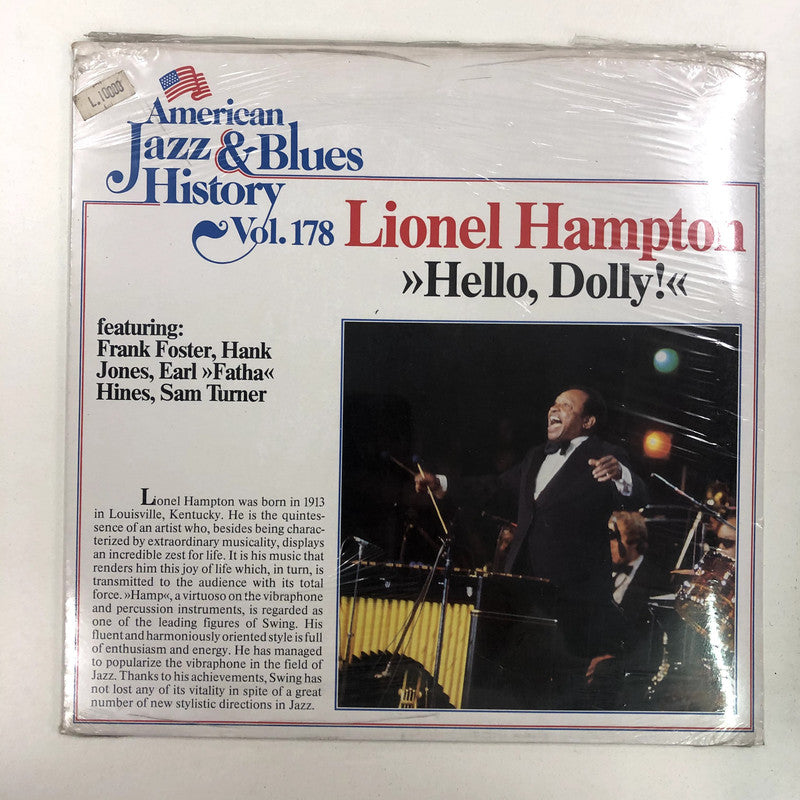 L.10000
American
Jazz & Blues
History
Vol. 178
Lionel Hampton
»Hello, Dolly!«
featuring:
Frank Foster, Hank
Jones, Earl »Fatha«
Hines, Sam Turner
Lionel Hampton was born in 1913
in Louisville, Kentucky. He is the quintes-
sence of an artist who, besides being charac-
terized by extraordinary musicality, displays
an incredible zest for life. It is his music that
renders him this joy of life which, in turn, is
transmitted to the audience with its total
force. »Hamp«, a virtuoso on the vibraphone
and percussion instruments, is regarded as
one of the leading figures of Swing. His
fluent and harmoniously oriented style is full
of enthusiasm and energy. He has managed
to popularize the vibraphone in the field of
Jazz. Thanks to his achievements, Swing has
not lost any of its vitality in spite of a great
number of new stylistic directions in Jazz.